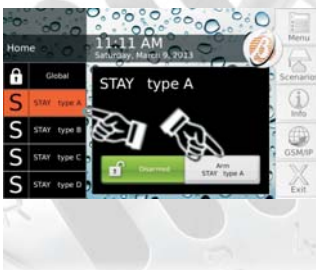 11:11 AM
Home
Saturday, March 9, 2013
Menu
Global
STAY type A
Scenario
S STAY type A
Info
S STAY type B
S STAY type C
GSM/IP
Disarmed
Arm
STAY type A
S STAY type D
Exit